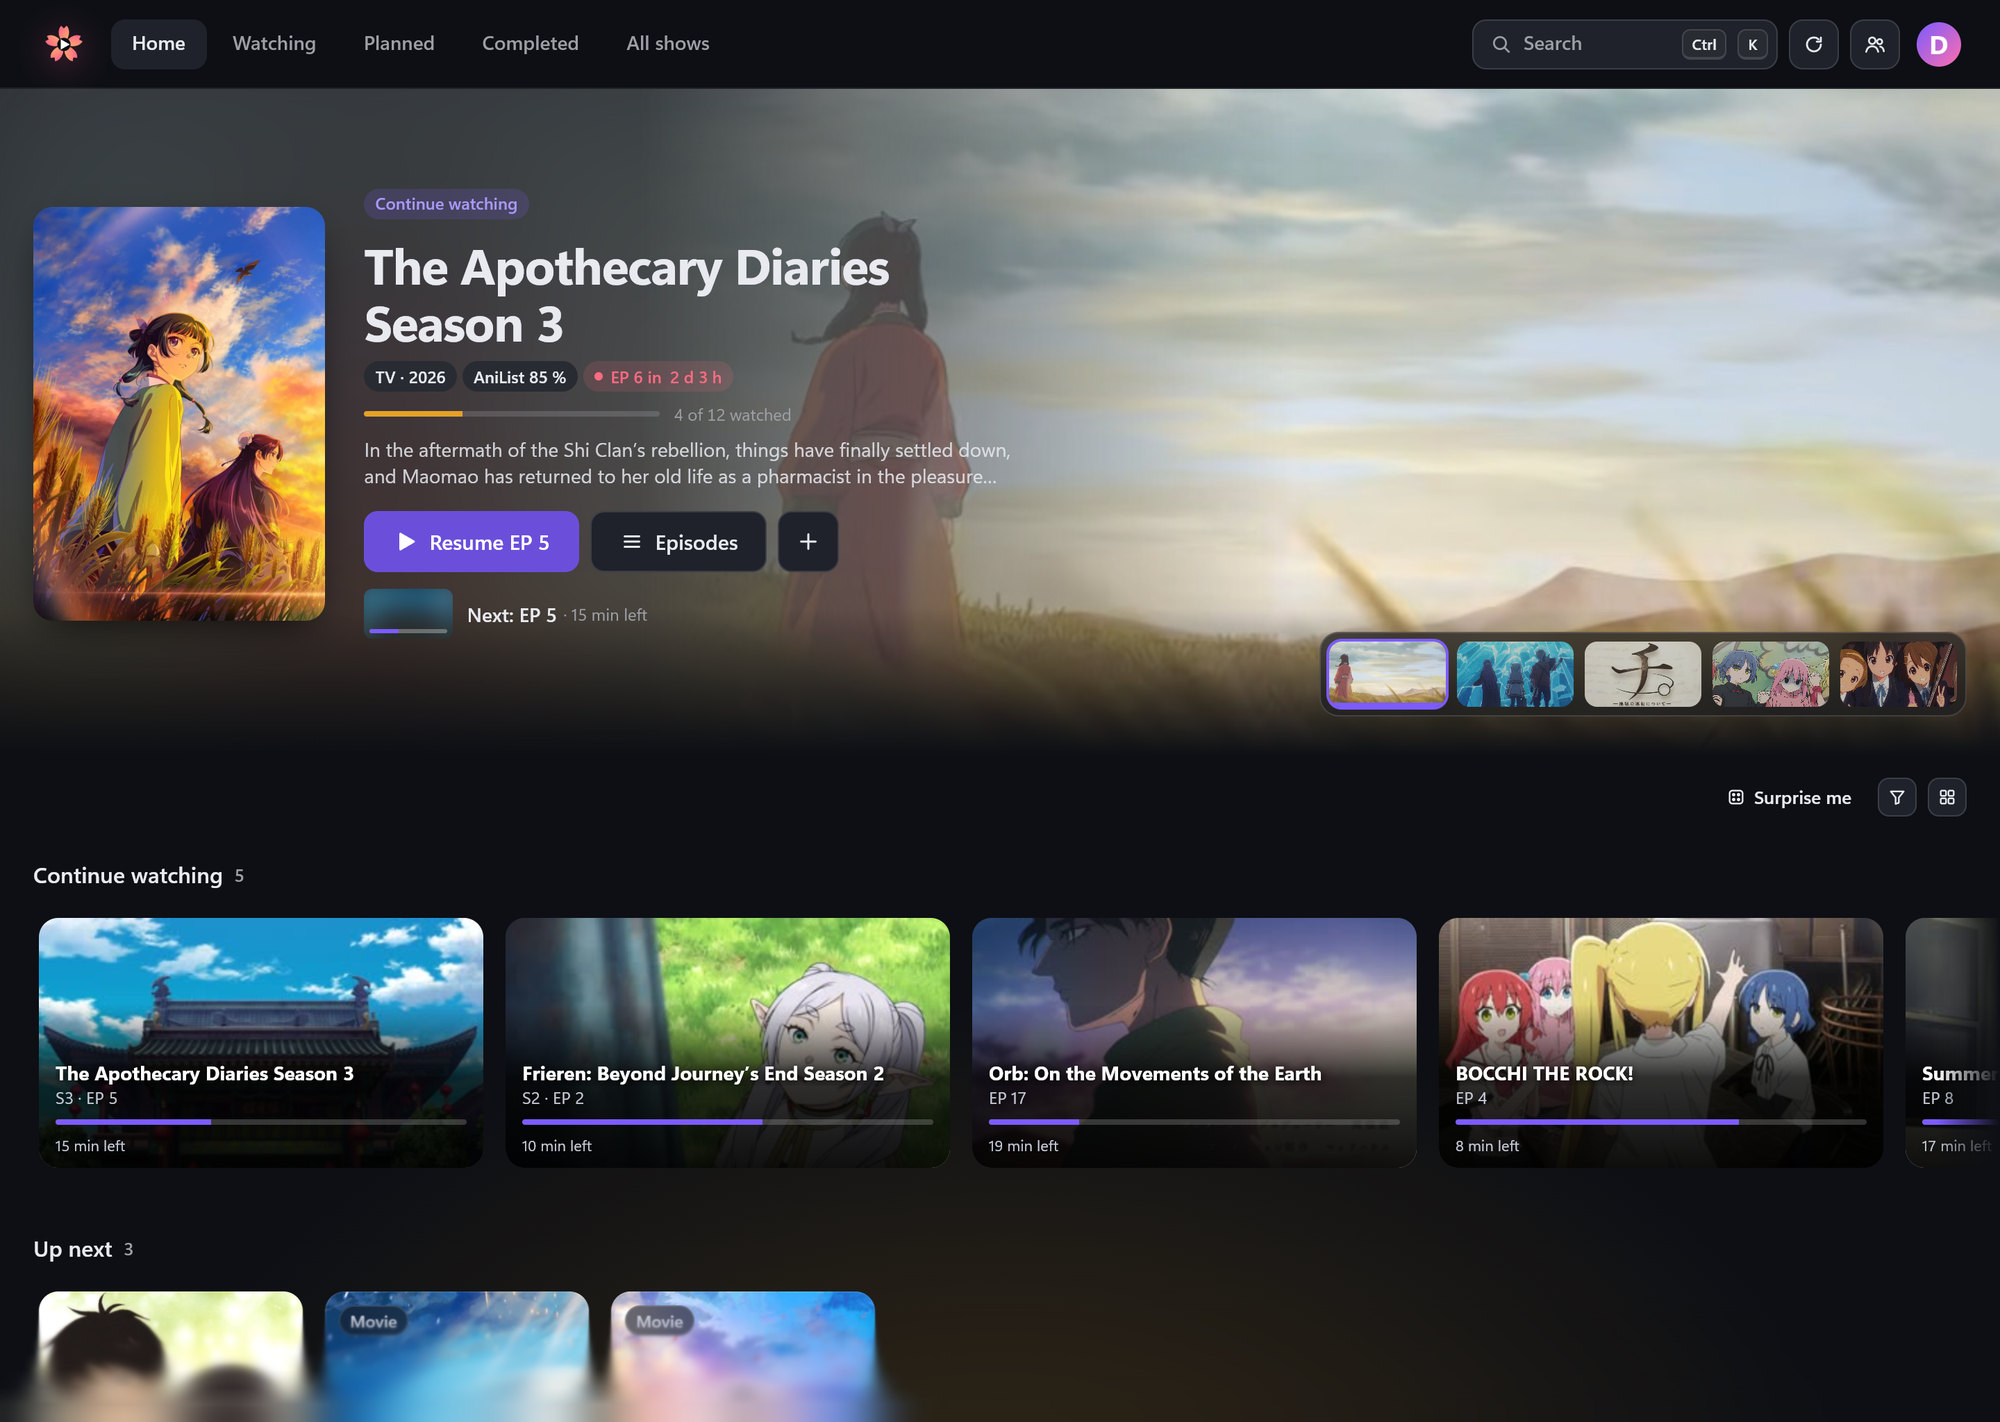 Home
Watching
Planned
Completed
All shows
Search
Ctrl
K
D
Continue watching
The Apothecary Diaries
Season 3
TV · 2026
AniList 85 %
EP 6 in 2 d 3 h
4 of 12 watched
In the aftermath of the Shi Clan’s rebellion, things have finally settled down,
and Maomao has returned to her old life as a pharmacist in the pleasure...
Resume EP 5
Episodes
Next: EP 5 · 15 min left
チ。
Surprise me
Continue watching 5
The Apothecary Diaries Season 3
S3 · EP 5
15 min left
Frieren: Beyond Journey’s End Season 2
S2 · EP 2
10 min left
Orb: On the Movements of the Earth
EP 17
19 min left
BOCCHI THE ROCK!
EP 4
8 min left
Summer
EP 8
17 min left
Up next 3
Movie
Movie